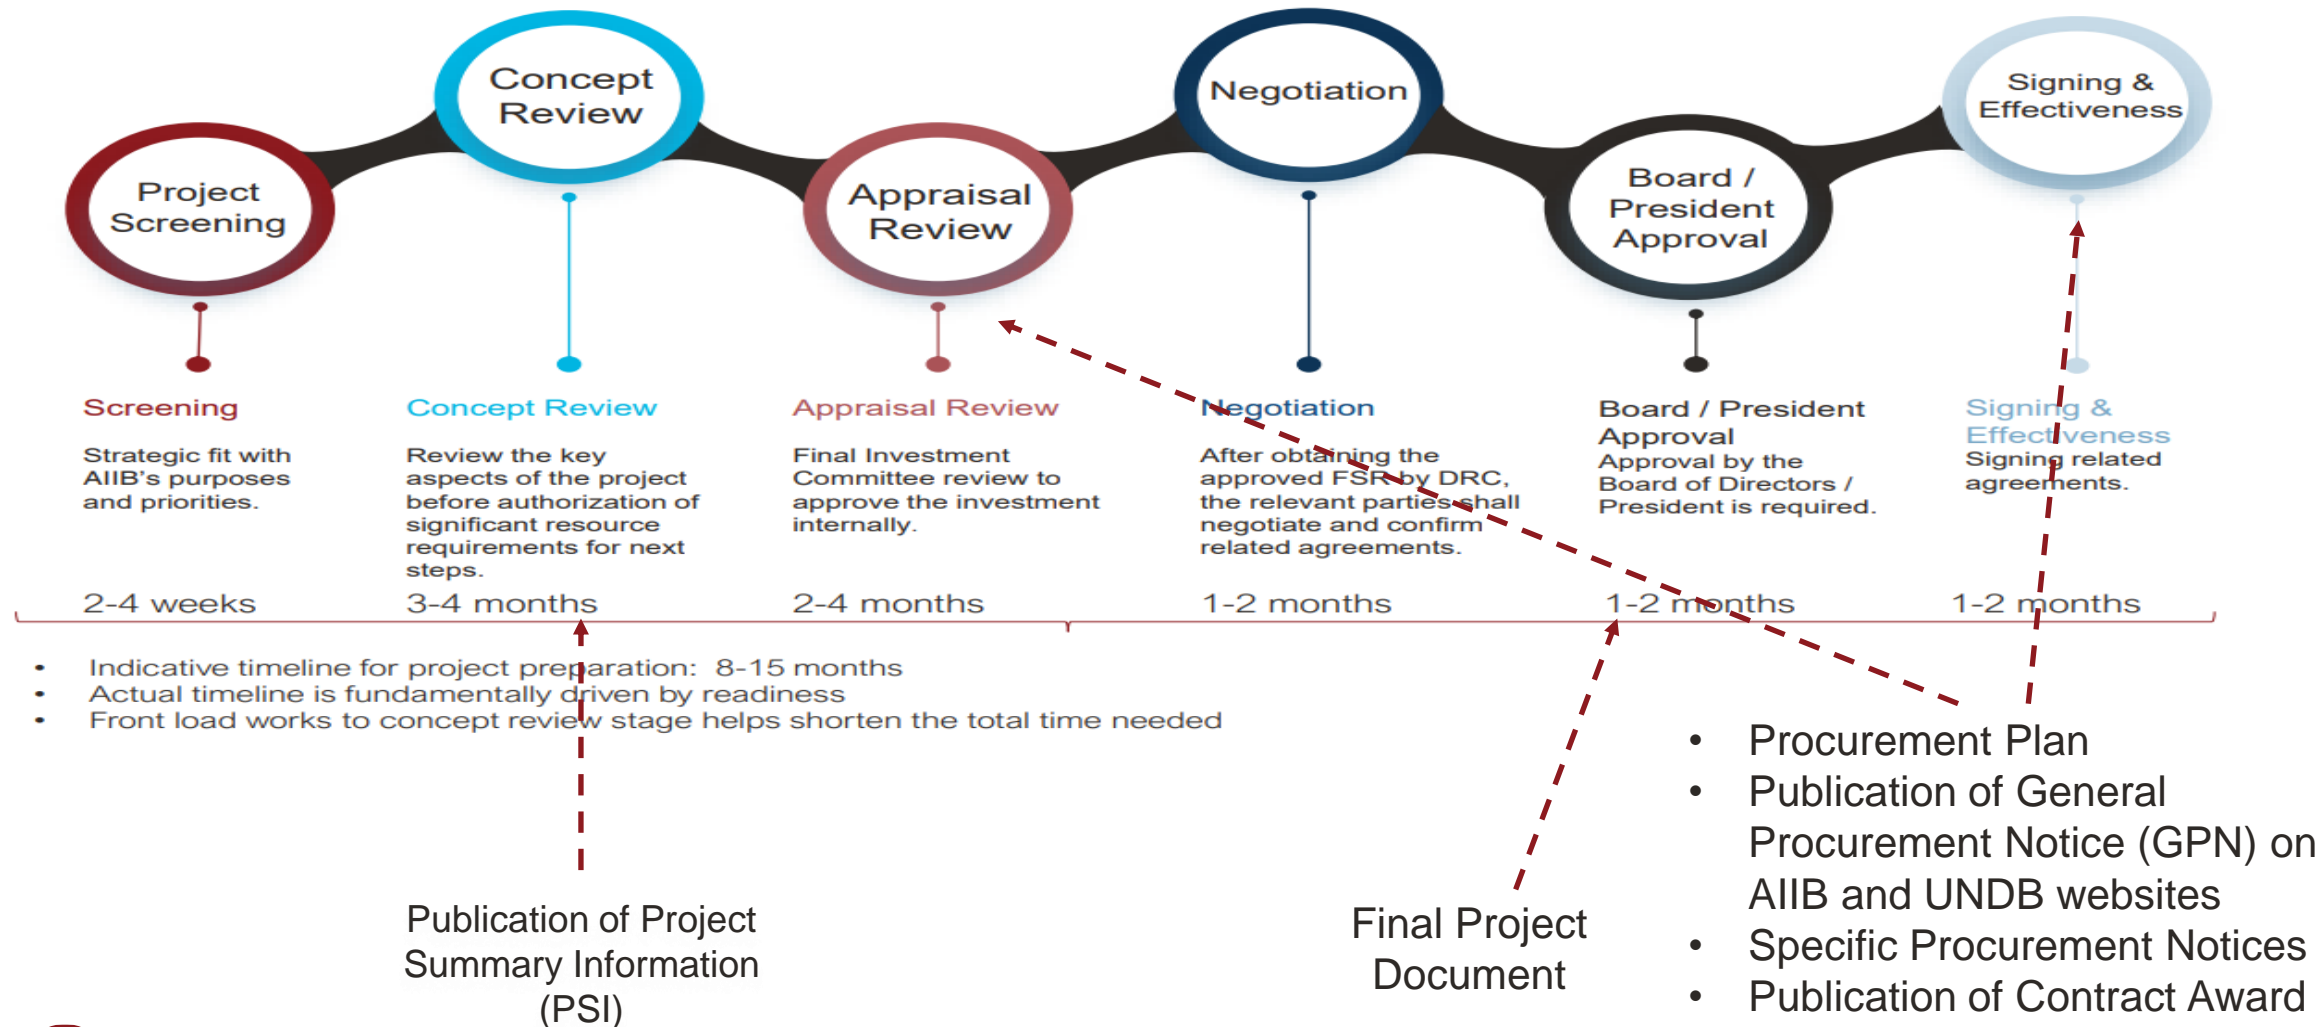 Project
Screening
Concept
Review
Appraisal
Review
Negotiation
Board /
President
Approval
Signing &
Effectiveness
Screening
Strategic fit with
AIIB's purposes
and priorities.
2-4 weeks
Concept Review
Review the key
aspects of the project
before authorization of
significant resource
requirements for next
steps.
3-4 months
Appraisal Review
Final Investment
Committee review to
approve the investment
internally.
2-4 months
Negotiation
After obtaining the
approved FSR by DRC,
the relevant parties shall
negotiate and confirm
related agreements.
1-2 months
Board / President
Approval
Approval by the
Board of Directors /
President is required.
1-2 months
Signing &
Effectiveness
Signing related
agreements.
1-2 months
• Indicative timeline for project preparation: 8-15 months
• Actual timeline is fundamentally driven by readiness
• Front load works to concept review stage helps shorten the total time needed
Publication of Project
Summary Information
(PSI)
Final Project
Document
• Procurement Plan
• Publication of General
Procurement Notice (GPN) on
AIIB and UNDB websites
• Specific Procurement Notices
• Publication of Contract Award